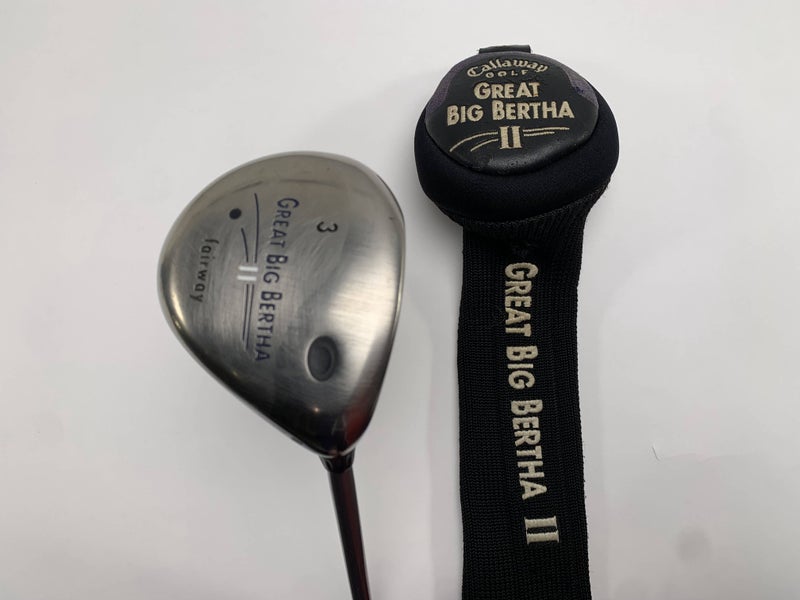 3
GREAT BIG BERTHA
II
fairway
Callaway
GOLF
GREAT
BIG BERTHA
II
GREAT BIG BERTHA II